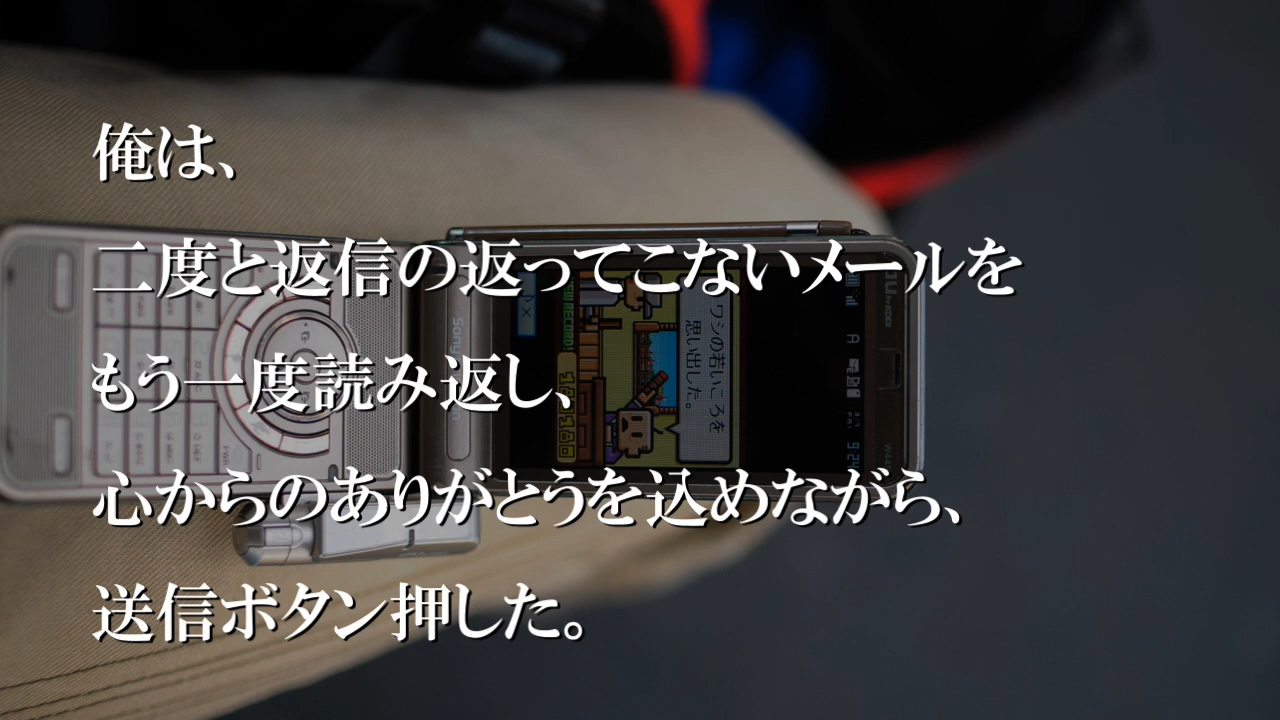 俺は、
二度と返信の返ってこないメールを
もう一度読み返し、
心からのありがとうを込めながら、
送信ボタン押した。
ワシの若いころを
思い出した。